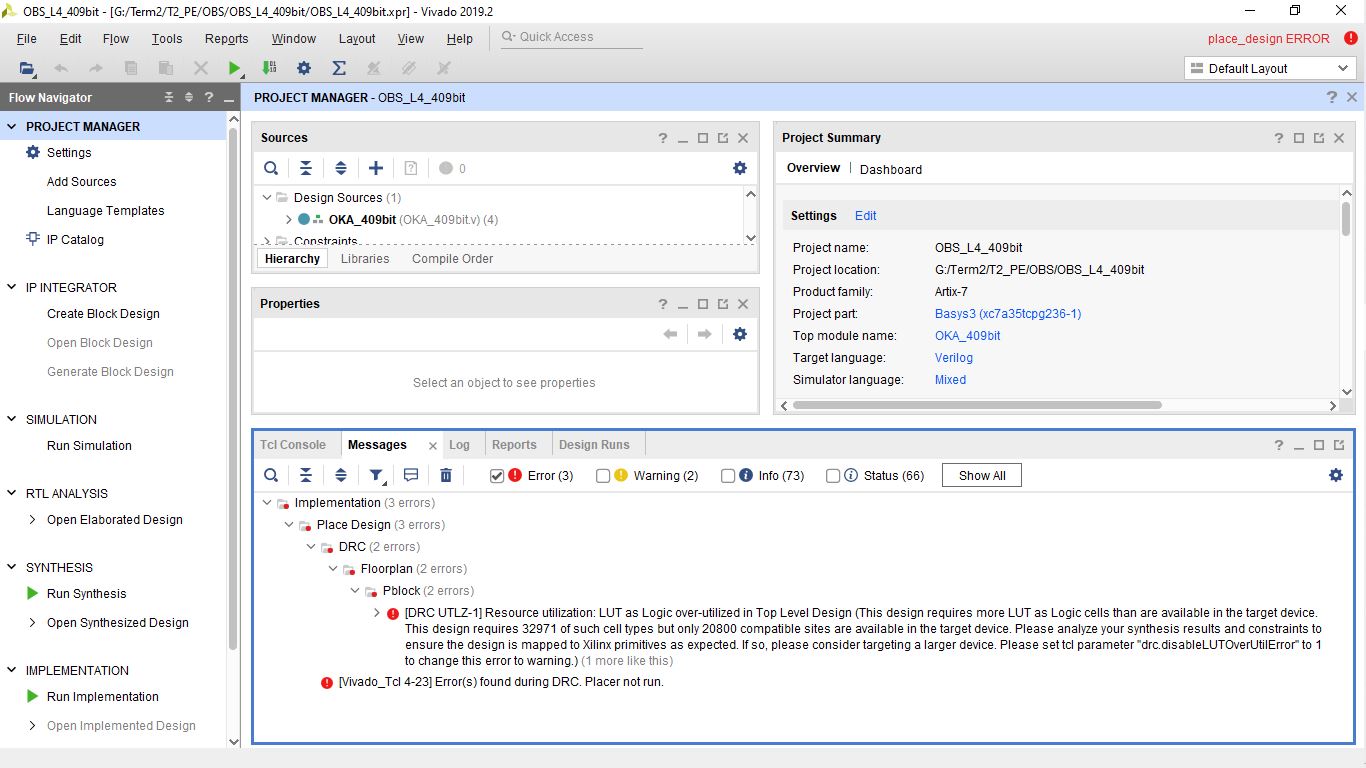 OBS_L4_409bit - [G:/Term2/T2_PE/OBS/OBS_L4_409bit/OBS_L4_409bit.xpr] - Vivado 2019.2
File Edit Flow Tools Reports Window Layout View Help Quick Access
place_design ERROR
Default Layout
Flow Navigator
PROJECT MANAGER
Settings
Add Sources
Language Templates
IP Catalog
IP INTEGRATOR
Create Block Design
Open Block Design
Generate Block Design
SIMULATION
Run Simulation
RTL ANALYSIS
Open Elaborated Design
SYNTHESIS
Run Synthesis
Open Synthesized Design
IMPLEMENTATION
Run Implementation
Open Implemented Design
PROJECT MANAGER - OBS_L4_409bit
Sources
0
Design Sources (1)
OKA_409bit (OKA_409bit.v) (4)
Constraints
Hierarchy Libraries Compile Order
Properties
Select an object to see properties
Project Summary
Overview | Dashboard
Settings Edit
Project name: OBS_L4_409bit
Project location: G:/Term2/T2_PE/OBS/OBS_L4_409bit
Product family: Artix-7
Project part: Basys3 (xc7a35tcpg236-1)
Top module name: OKA_409bit
Target language: Verilog
Simulator language: Mixed
Tcl Console Messages Log Reports Design Runs
Error (3) Warning (2) Info (73) Status (66) Show All
Implementation (3 errors)
Place Design (3 errors)
DRC (2 errors)
Floorplan (2 errors)
Pblock (2 errors)
[DRC UTLZ-1] Resource utilization: LUT as Logic over-utilized in Top Level Design (This design requires more LUT as Logic cells than are available in the target device.
This design requires 32971 of such cell types but only 20800 compatible sites are available in the target device. Please analyze your synthesis results and constraints to
ensure the design is mapped to Xilinx primitives as expected. If so, please consider targeting a larger device. Please set tcl parameter "drc.disableLUTOverUtilError" to 1
to change this error to warning.) (1 more like this)
[Vivado_Tcl 4-23] Error(s) found during DRC. Placer not run.